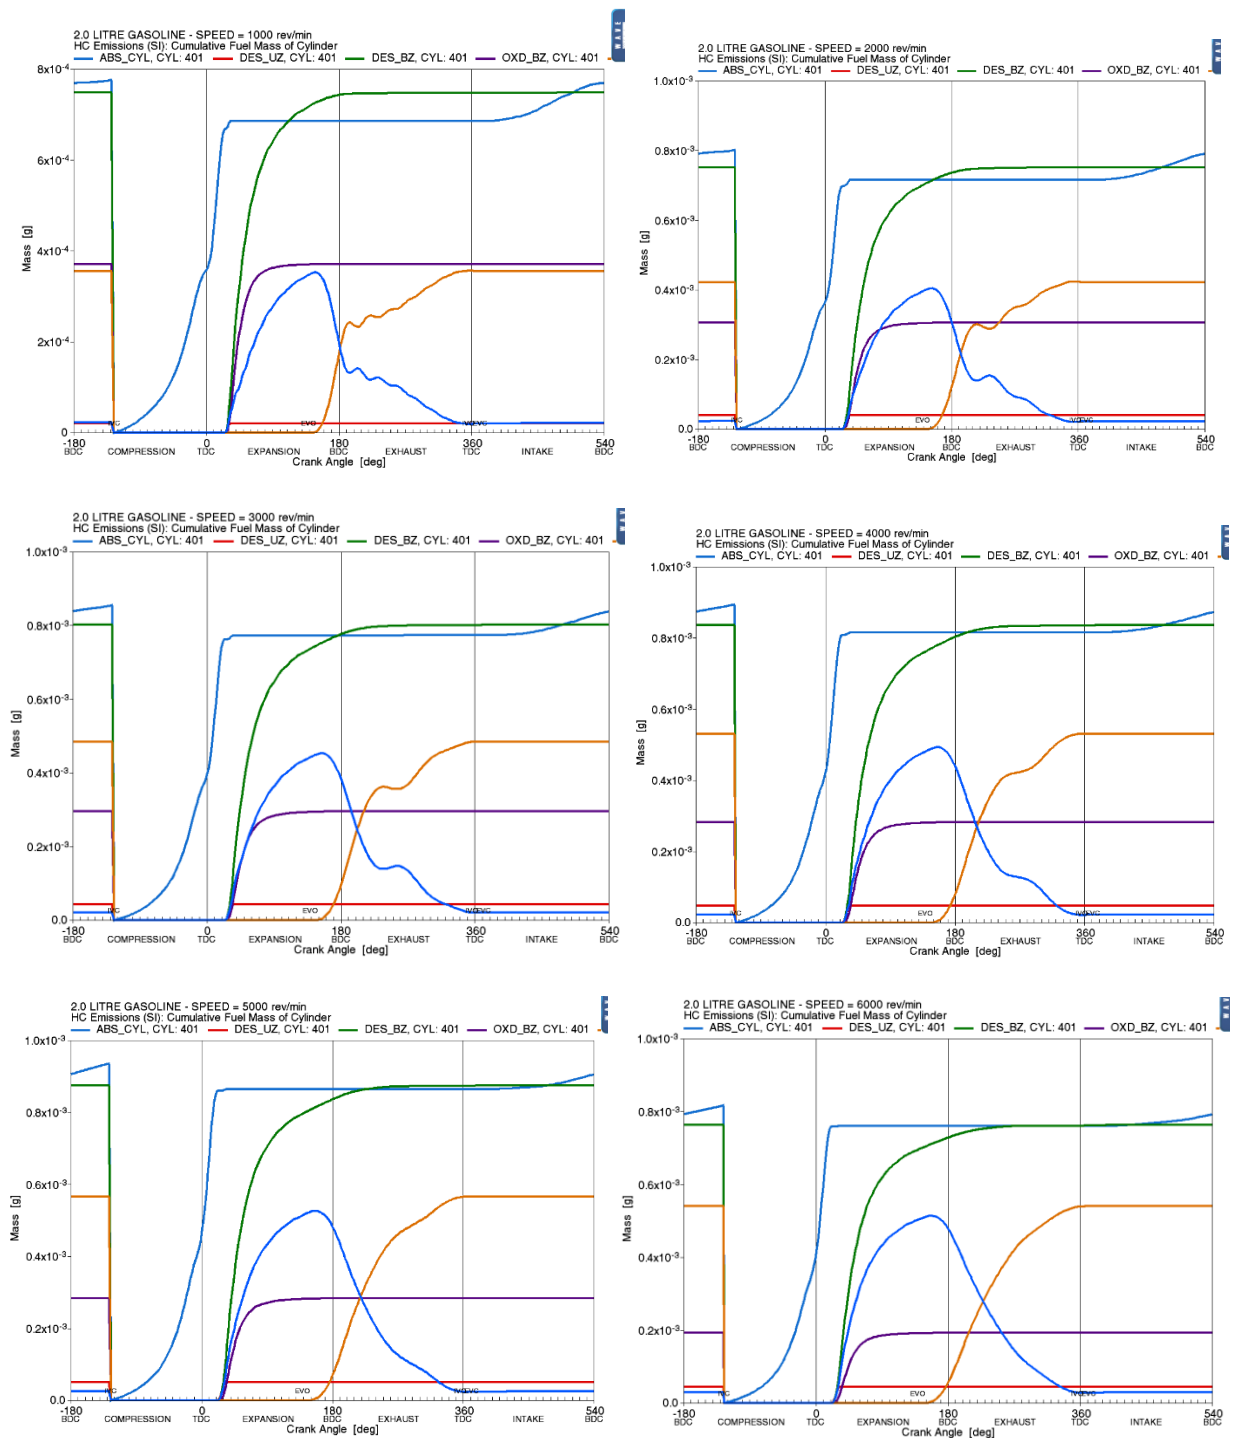 2.0 LITRE GASOLINE - SPEED = 1000 rev/min
HC Emissions (SI): Cumulative Fuel Mass of Cylinder
ABS_CYL, CYL: 401 DES_UZ, CYL: 401 DES_BZ, CYL: 401 OXD_BZ, CYL: 401
WAVE
8x10-4
6x10-4
4x10-4
2x10-4
0
Mass [g]
IVC EVO IVO EVC
-180 0 180 360 540
BDC COMPRESSION TDC EXPANSION BDC EXHAUST TDC INTAKE BDC
Crank Angle [deg]
2.0 LITRE GASOLINE - SPEED = 2000 rev/min
HC Emissions (SI): Cumulative Fuel Mass of Cylinder
ABS_CYL, CYL: 401 DES_UZ, CYL: 401 DES_BZ, CYL: 401 OXD_BZ, CYL: 401
1.0x10-3
0.8x10-3
0.6x10-3
0.4x10-3
0.2x10-3
0.0
Mass [g]
IVC EVO IVO EVC
-180 0 180 360 540
BDC COMPRESSION TDC EXPANSION BDC EXHAUST TDC INTAKE BDC
Crank Angle [deg]
2.0 LITRE GASOLINE - SPEED = 3000 rev/min
HC Emissions (SI): Cumulative Fuel Mass of Cylinder
ABS_CYL, CYL: 401 DES_UZ, CYL: 401 DES_BZ, CYL: 401 OXD_BZ, CYL: 401
1.0x10-3
0.8x10-3
0.6x10-3
0.4x10-3
0.2x10-3
0.0
Mass [g]
IVC EVO IVO EVC
-180 0 180 360 540
BDC COMPRESSION TDC EXPANSION BDC EXHAUST TDC INTAKE BDC
Crank Angle [deg]
2.0 LITRE GASOLINE - SPEED = 4000 rev/min
HC Emissions (SI): Cumulative Fuel Mass of Cylinder
ABS_CYL, CYL: 401 DES_UZ, CYL: 401 DES_BZ, CYL: 401 OXD_BZ, CYL: 401
1.0x10-3
0.8x10-3
0.6x10-3
0.4x10-3
0.2x10-3
0.0
Mass [g]
IVC EVO IVO EVC
-180 0 180 360 540
BDC COMPRESSION TDC EXPANSION BDC EXHAUST TDC INTAKE BDC
Crank Angle [deg]
2.0 LITRE GASOLINE - SPEED = 5000 rev/min
HC Emissions (SI): Cumulative Fuel Mass of Cylinder
ABS_CYL, CYL: 401 DES_UZ, CYL: 401 DES_BZ, CYL: 401 OXD_BZ, CYL: 401
1.0x10-3
0.8x10-3
0.6x10-3
0.4x10-3
0.2x10-3
0.0
Mass [g]
IVC EVO IVO EVC
-180 0 180 360 540
BDC COMPRESSION TDC EXPANSION BDC EXHAUST TDC INTAKE BDC
Crank Angle [deg]
2.0 LITRE GASOLINE - SPEED = 6000 rev/min
HC Emissions (SI): Cumulative Fuel Mass of Cylinder
ABS_CYL, CYL: 401 DES_UZ, CYL: 401 DES_BZ, CYL: 401 OXD_BZ, CYL: 401
1.0x10-3
0.8x10-3
0.6x10-3
0.4x10-3
0.2x10-3
0.0
Mass [g]
IVC EVO IVO EVC
-180 0 180 360 540
BDC COMPRESSION TDC EXPANSION BDC EXHAUST TDC INTAKE BDC
Crank Angle [deg]